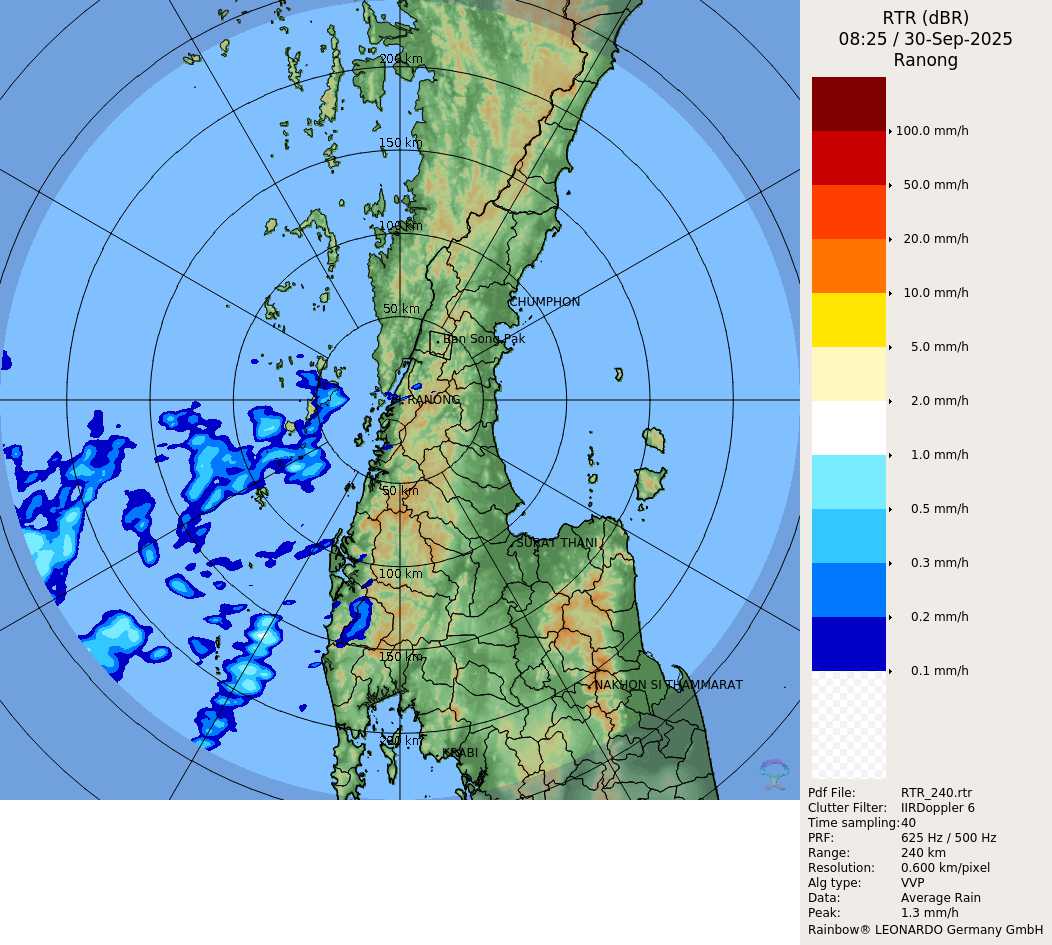 200 km
150 km
100 km
50 km
CHUMPHON
Ban Song Pak
RANONG
50 km
SURAT THANI
100 km
150 km
NAKHON SI THAMMARAT
200 km
KRABI
RTR (dBR)
08:25 / 30-Sep-2025
Ranong
100.0 mm/h
50.0 mm/h
20.0 mm/h
10.0 mm/h
5.0 mm/h
2.0 mm/h
1.0 mm/h
0.5 mm/h
0.3 mm/h
0.2 mm/h
0.1 mm/h
Pdf File: RTR_240.rtr
Clutter Filter: IIRDoppler 6
Time sampling:40
PRF: 625 Hz / 500 Hz
Range: 240 km
Resolution: 0.600 km/pixel
Alg type: VVP
Data: Average Rain
Peak: 1.3 mm/h
Rainbow® LEONARDO Germany GmbH